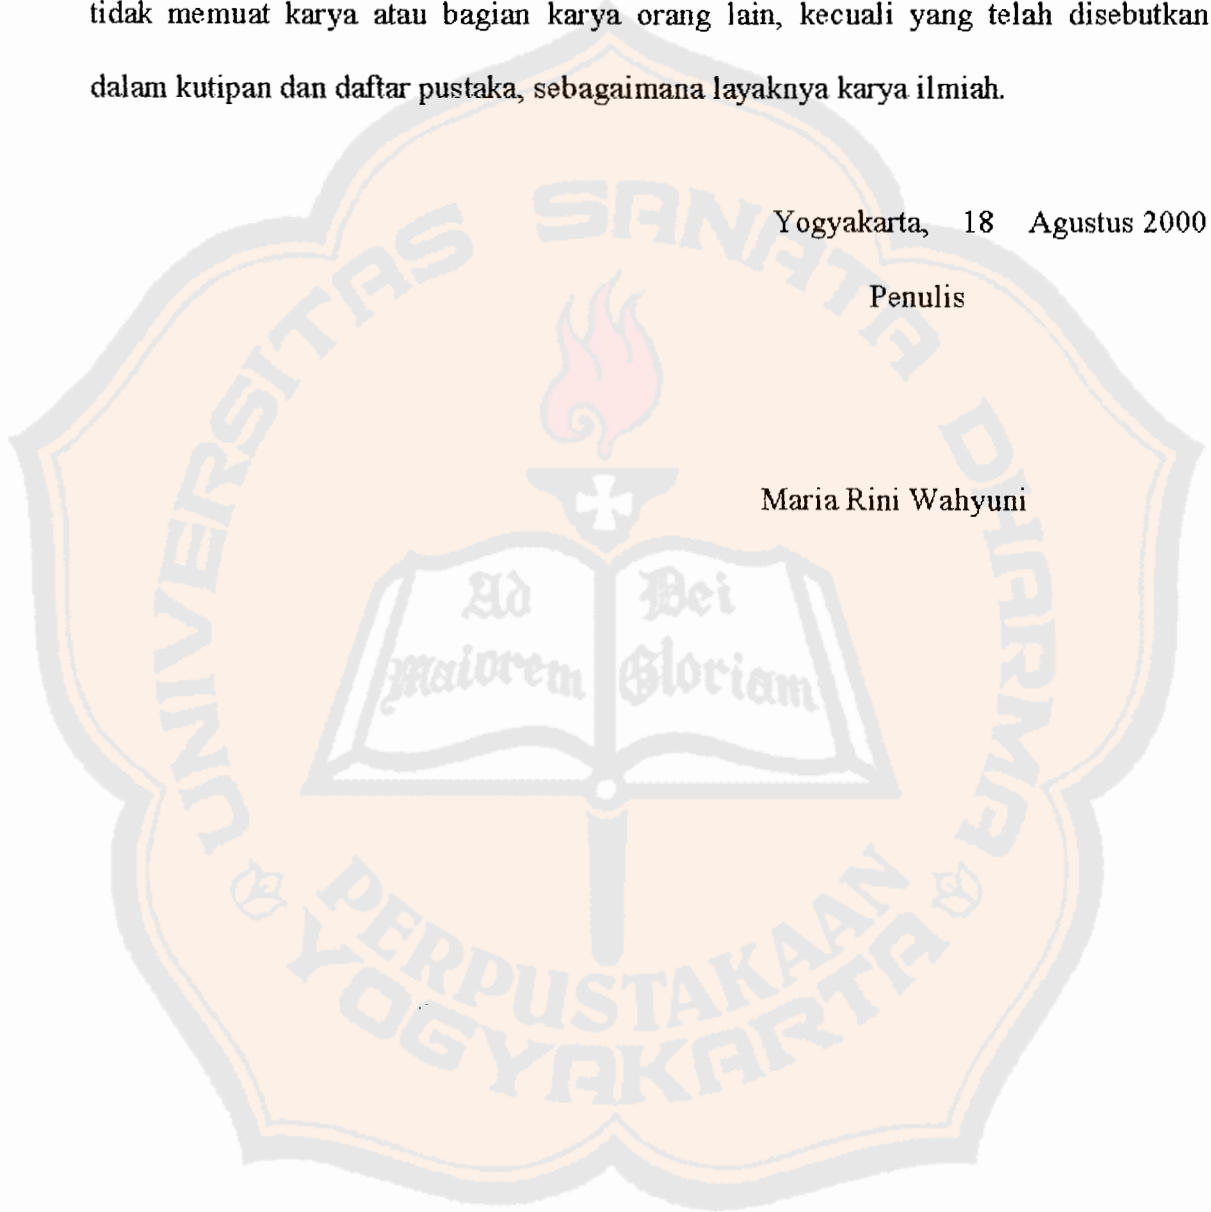 tidak memuat karya atau bagian karya orang lain, kecuali yang telah disebutkan
dalam kutipan dan daftar pustaka, sebagaimana layaknya karya ilmiah.
Yogyakarta, 18 Agustus 2000
Penulis
Maria Rini Wahyuni
UNIVERSITAS SANATA DHARMA
Ad Dei
maiorem Gloriam
PERPUSTAKAAN
YOGYAKARTA